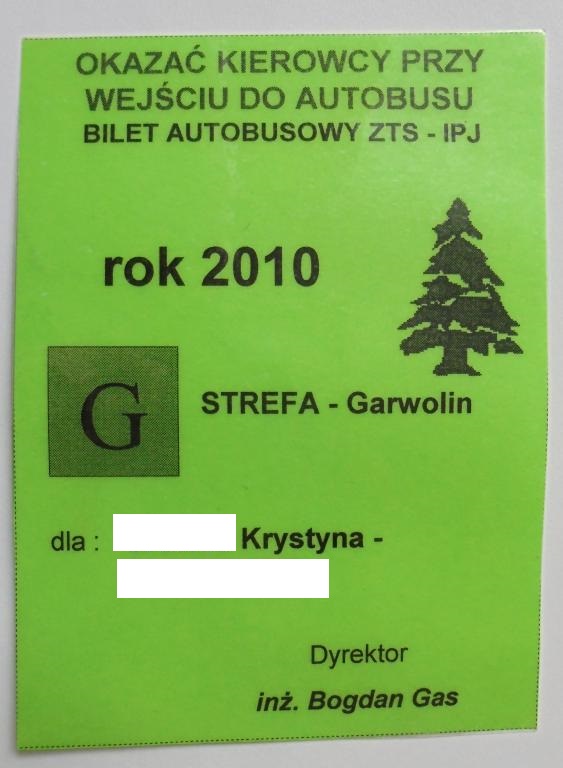 OKAZAĆ KIEROWCY PRZY
WEJŚCIU DO AUTOBUSU
BILET AUTOBUSOWY ZTS - IPJ
rok 2010
G
STREFA - Garwolin
dla : Krystyna -
Dyrektor
inż. Bogdan Gas